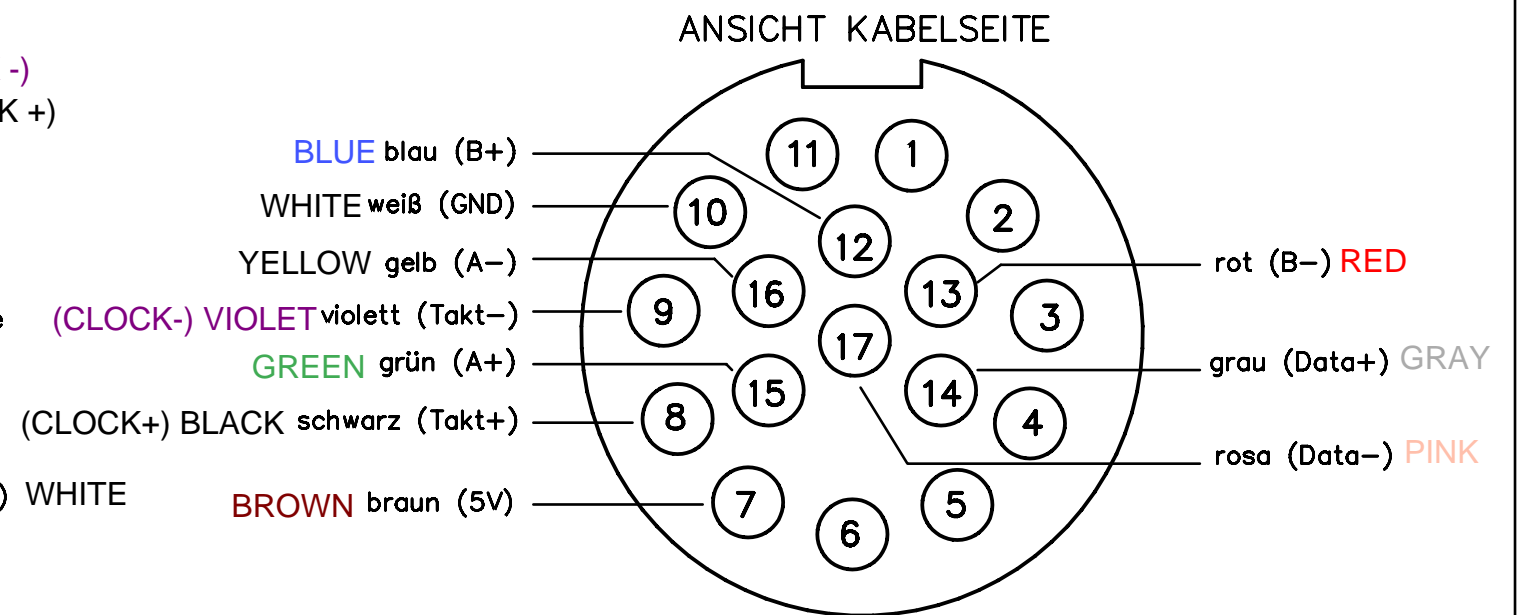 ANSICHT KABELSEITE
-)
K +)
BLUE blau (B+)
WHITE weiß (GND)
YELLOW gelb (A-)
e (CLOCK-) VIOLET violett (Takt-)
GREEN grün (A+)
(CLOCK+) BLACK schwarz (Takt+)
) WHITE
BROWN braun (5V)
11
1
10
2
12
16
13
9
3
17
15
14
8
4
7
5
6
rot (B-) RED
grau (Data+) GRAY
rosa (Data-) PINK